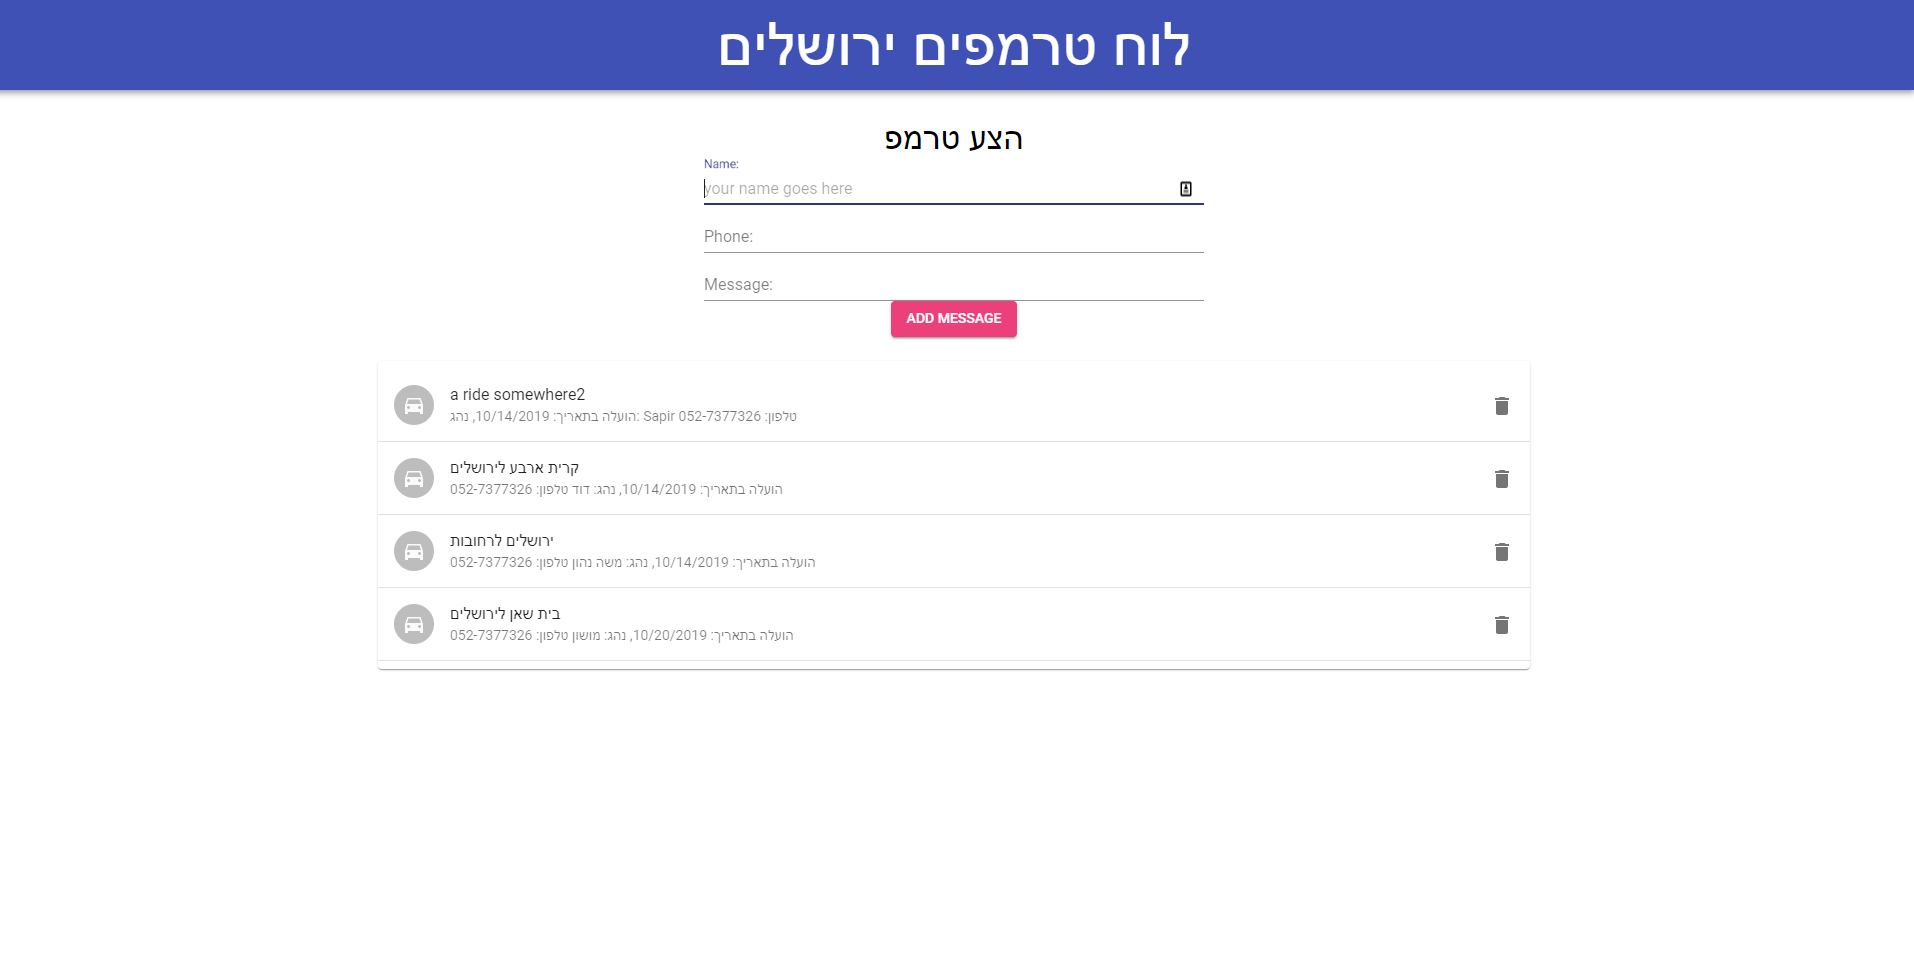 לוח טרמפים ירושלים
הצע טרמפ
Name:
your name goes here
Phone:
Message:
ADD MESSAGE
a ride somewhere2
הועלה בתאריך: 10/14/2019, נהג: Sapir טלפון: 052-7377326
קרית ארבע לירושלים
הועלה בתאריך: 10/14/2019, נהג: דוד טלפון: 052-7377326
ירושלים לרחובות
הועלה בתאריך: 10/14/2019, נהג: משה נהון טלפון: 052-7377326
בית שאן לירושלים
הועלה בתאריך: 10/20/2019, נהג: מושון טלפון: 052-7377326